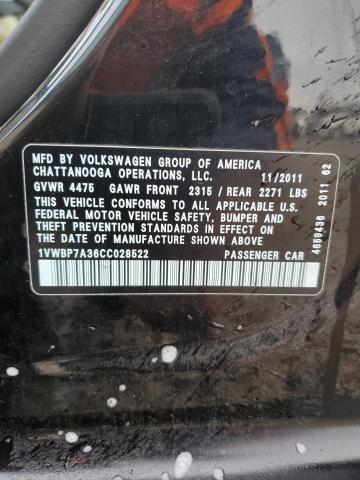 MFD BY VOLKSWAGEN GROUP OF AMERICA
CHATTANOOGA OPERATIONS, LLC. 11/2011
GVWR 4475 GAWR FRONT 2315 / REAR 2271 LBS
THIS VEHICLE CONFORMS TO ALL APPLICABLE U.S.
FEDERAL MOTOR VEHICLE SAFETY, BUMPER AND
THEFT PREVENTION STANDARDS IN EFFECT ON THE
DATE OF MANUFACTURE SHOWN ABOVE.
1VWBP7A36CC028522 PASSENGER CAR
4659436 2011 62